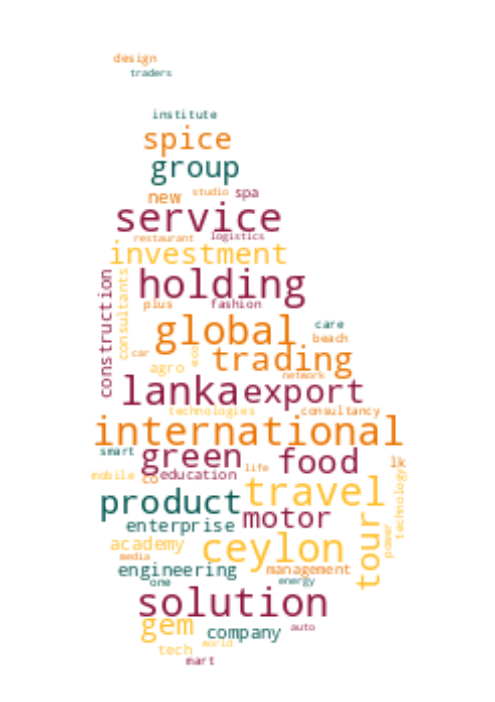 design
traders
institute
spice
group
new studio spa
service
restaurant logistics
investment
construction
consultants
holding
plus fashion
global care
beach
car eco trading
agro network
lanka export
technologies consultancy
international
smart green food lk
mobile co education life
technology
product travel
enterprise motor tour
power
academy ceylon
media
engineering management
one energy
solution
gem company auto
tech world
mart